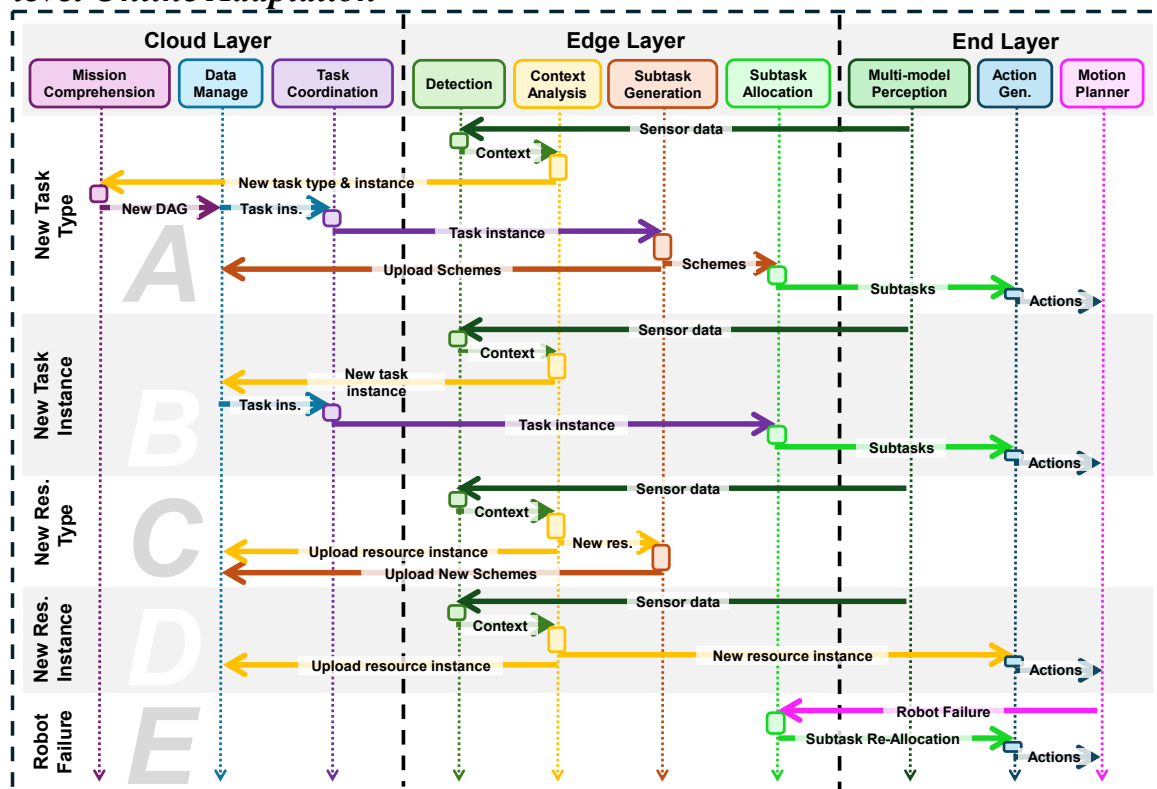 level Online Adaptation
Cloud Layer
Edge Layer
End Layer
Mission
Comprehension
Data
Manage
Task
Coordination
Detection
Context
Analysis
Subtask
Generation
Subtask
Allocation
Multi-model
Perception
Action
Gen.
Motion
Planner
New Task
Type
A
Sensor data
Context
New task type & instance
New DAG
Task ins.
Task instance
Upload Schemes
Schemes
Subtasks
Actions
New Task
Instance
B
Sensor data
Context
New task
instance
Task ins.
Task instance
Subtasks
Actions
New Res.
Type
C
Sensor data
Context
New res.
Upload resource instance
Upload New Schemes
New Res.
Instance
D
Sensor data
Context
New resource instance
Upload resource instance
Actions
Robot
Failure
E
Robot Failure
Subtask Re-Allocation
Actions